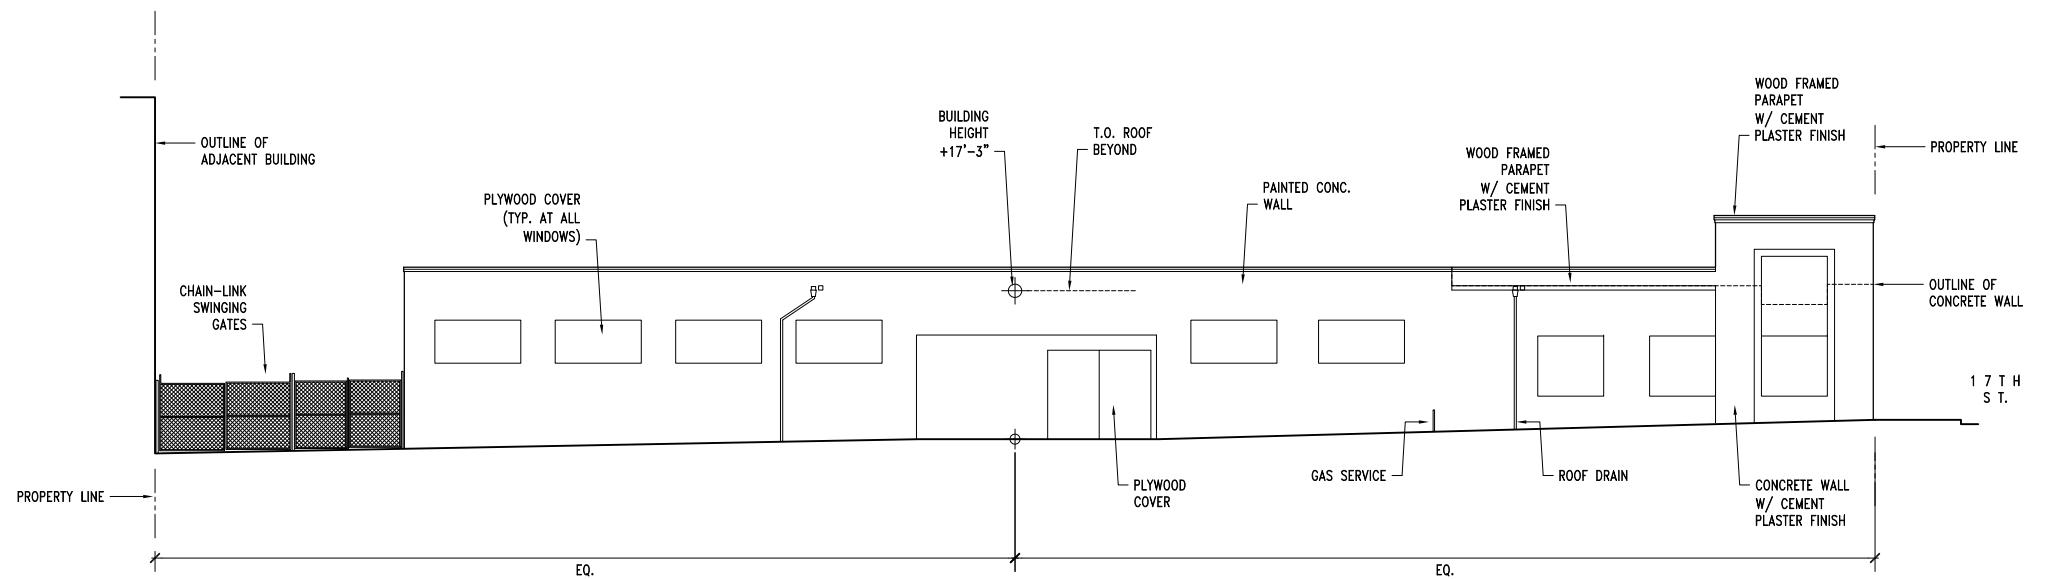 WOOD FRAMED
PARAPET
W/ CEMENT
PLASTER FINISH
BUILDING
HEIGHT
+17'-3"
T.O. ROOF
BEYOND
OUTLINE OF
ADJACENT BUILDING
WOOD FRAMED
PARAPET
W/ CEMENT
PLASTER FINISH
PROPERTY LINE
PLYWOOD COVER
(TYP. AT ALL
WINDOWS)
PAINTED CONC.
WALL
CHAIN-LINK
SWINGING
GATES
OUTLINE OF
CONCRETE WALL
17TH
ST.
PROPERTY LINE
PLYWOOD
COVER
GAS SERVICE
ROOF DRAIN
CONCRETE WALL
W/ CEMENT
PLASTER FINISH
EQ.
EQ.